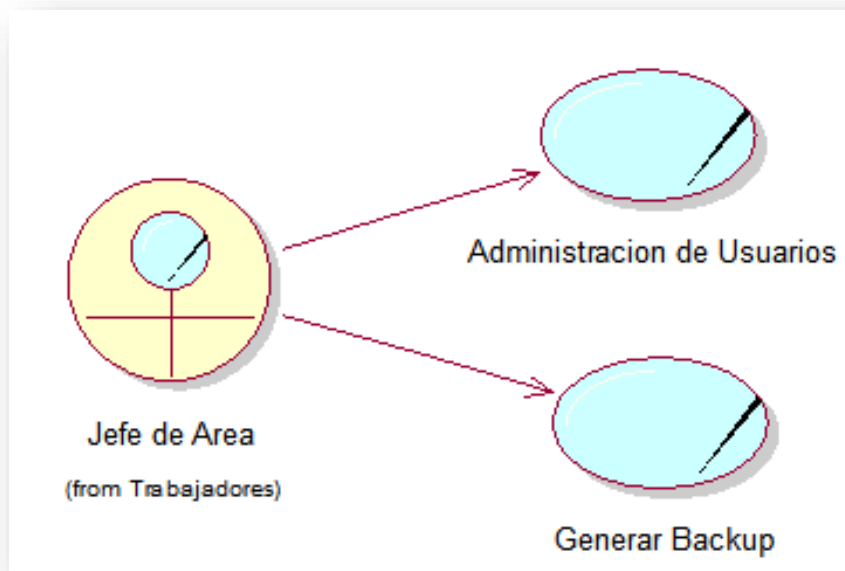 Administracion de Usuarios
Jefe de Area
(from Trabajadores)
Generar Backup